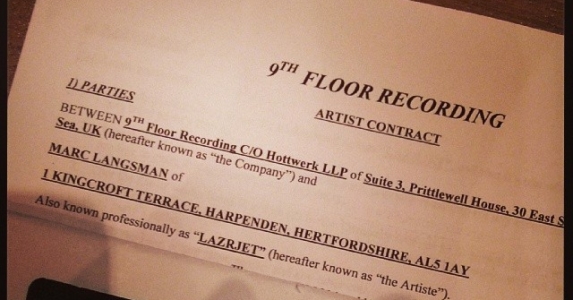 9TH FLOOR RECORDING
ARTIST CONTRACT
1) PARTIES
BETWEEN 9TH Floor Recording C/O Hottwerk LLP of Suite 3, Prittlewell House, 30 East S
Sea, UK (hereafter known as “the Company”) and
MARC LANGSMAN of
1 KINGCROFT TERRACE, HARPENDEN, HERTFORDSHIRE, AL5 1AY
Also known professionally as “LAZRJET” (hereafter known as “the Artiste”).